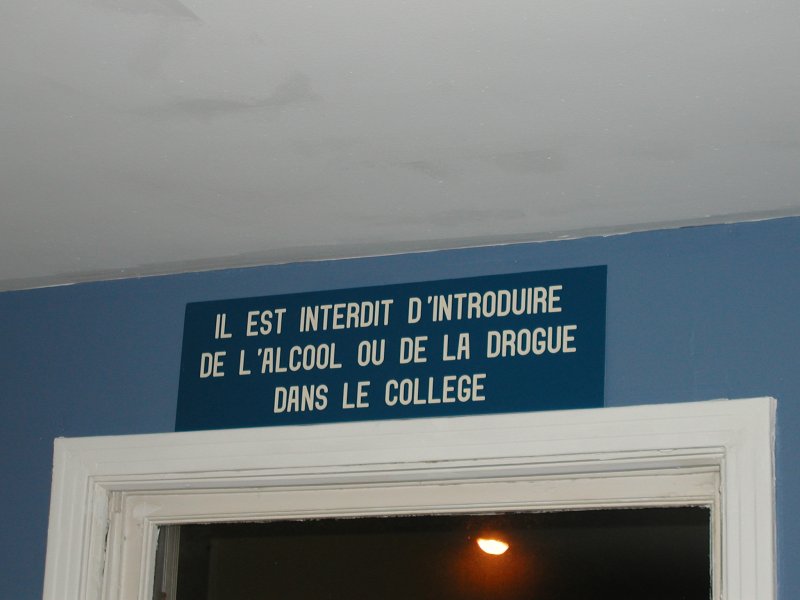 IL EST INTERDIT D'INTRODUIRE
DE L'ALCOOL OU DE LA DROGUE
DANS LE COLLEGE